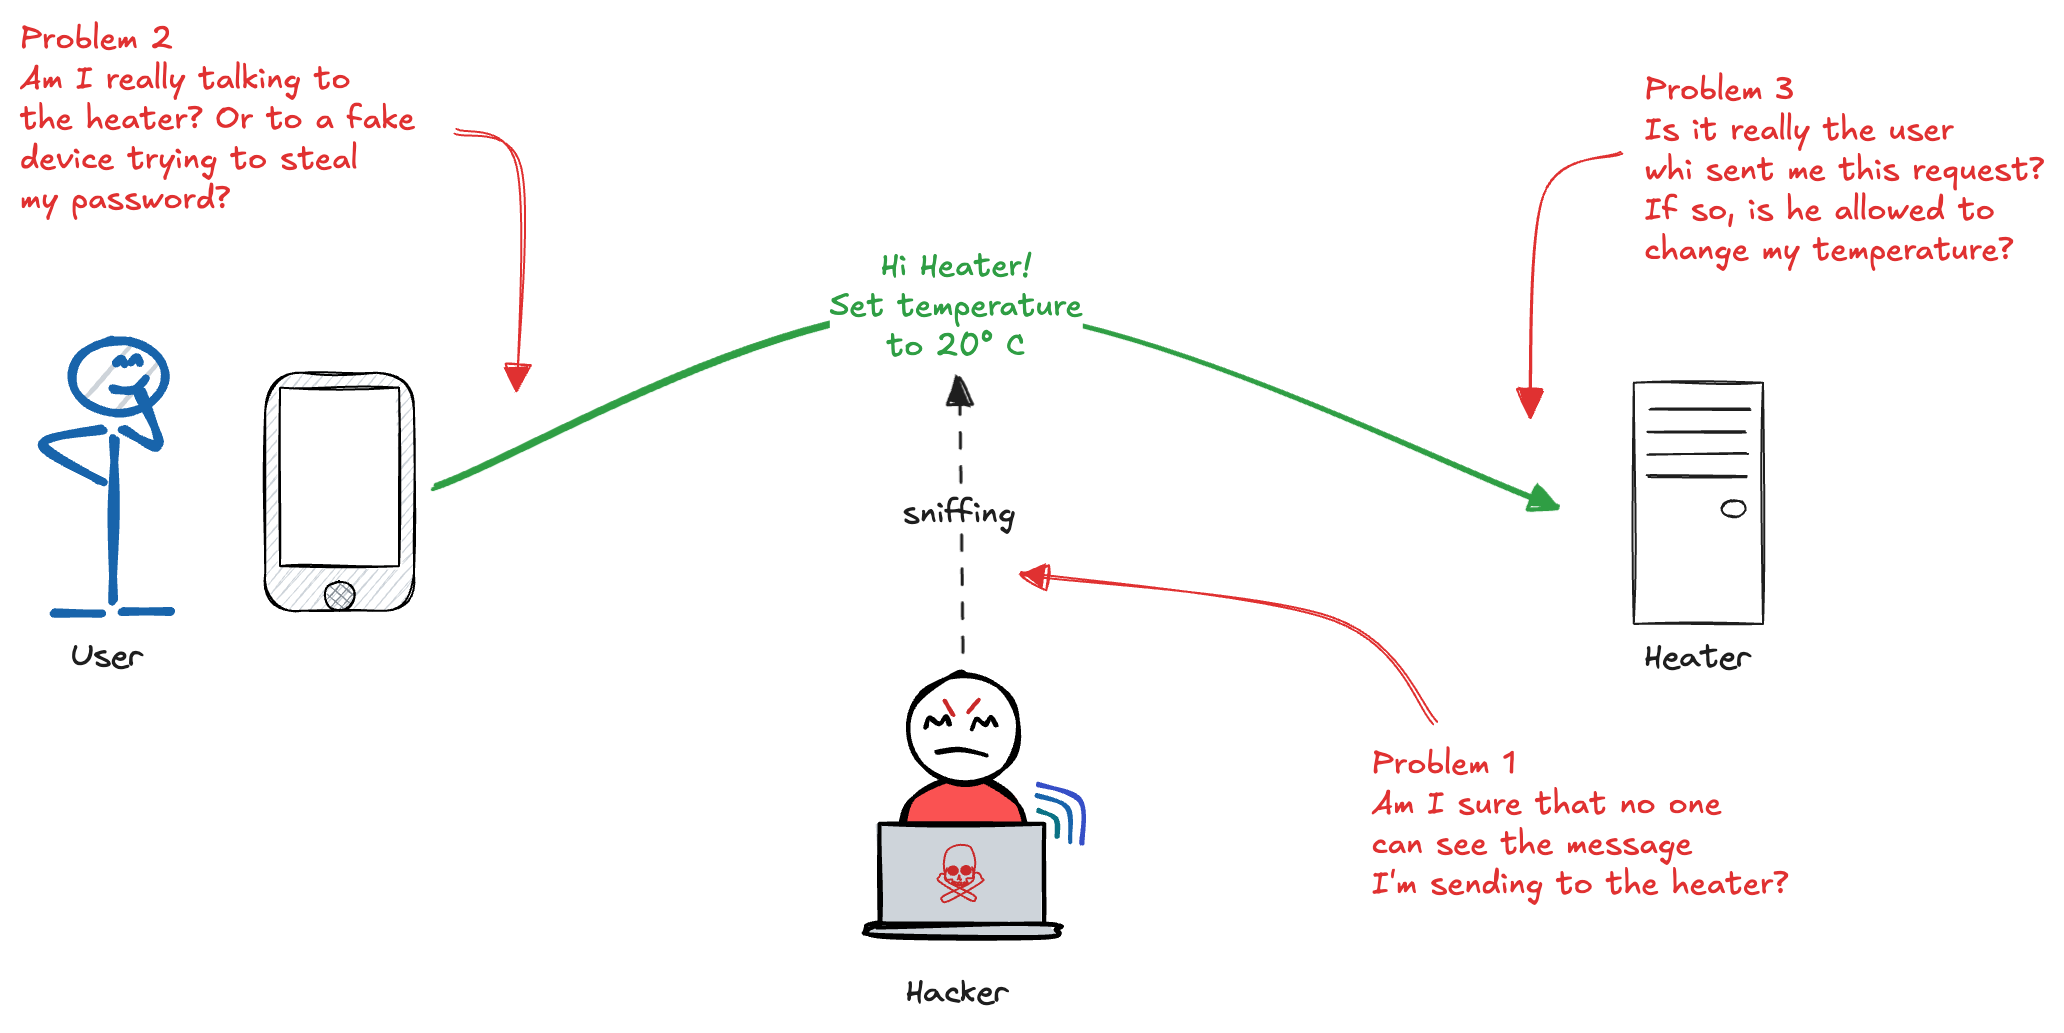 Problem 2
Am I really talking to
the heater? Or to a fake
device trying to steal
my password?
Problem 3
Is it really the user
whi sent me this request?
If so, is he allowed to
change my temperature?
Hi Heater!
Set temperature
to 20° C
sniffing
User
Heater
Problem 1
Am I sure that no one
can see the message
I'm sending to the heater?
Hacker